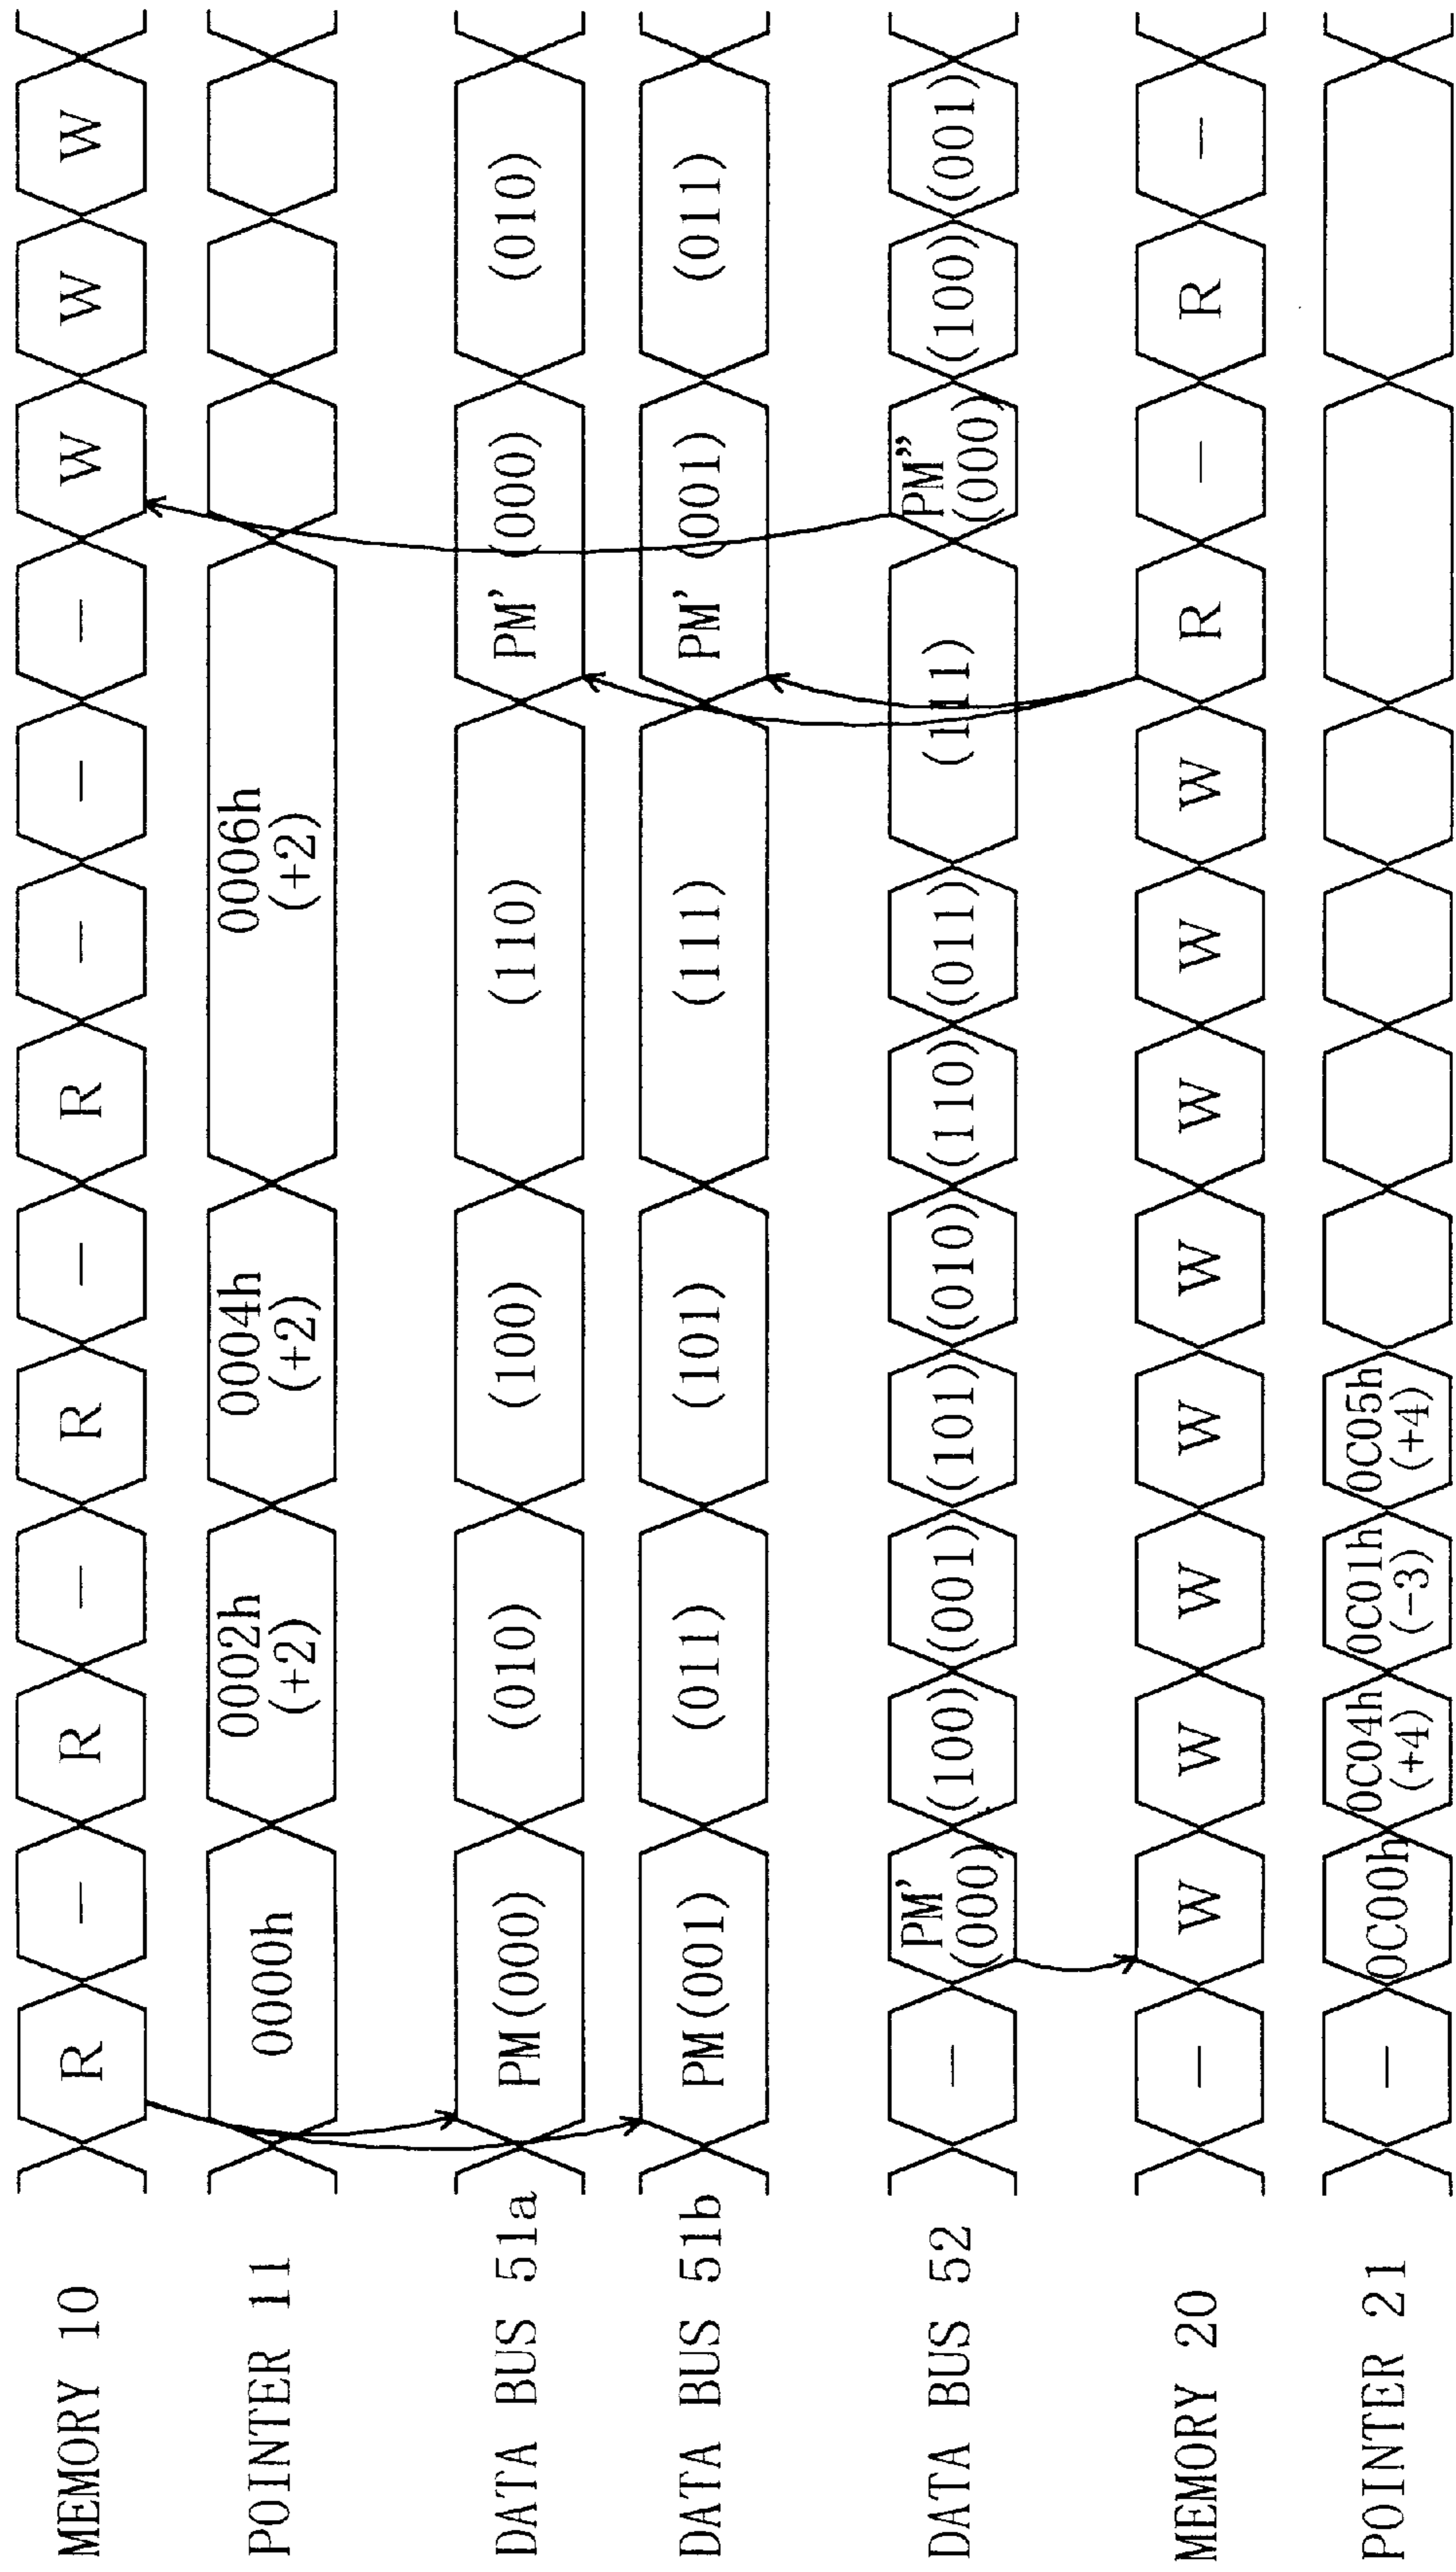 MEMORY 10 R – R – R – R – – – W W W
POINTER 11 0000h 0002h (+2) 0004h (+2) 0006h (+2)
DATA BUS 51a PM(000) (010) (100) (110) PM' (000) (010)
DATA BUS 51b PM(001) (011) (101) (111) PM' (001) (011)
DATA BUS 52 – PM' (000) (100) (001) (101) (010) (110) (011) (111) PM" (000) (100) (001)
MEMORY 20 – W W W W W W W W R – R –
POINTER 21 – 0C00h 0C04h (+4) 0C01h (-3) 0C05h (+4)